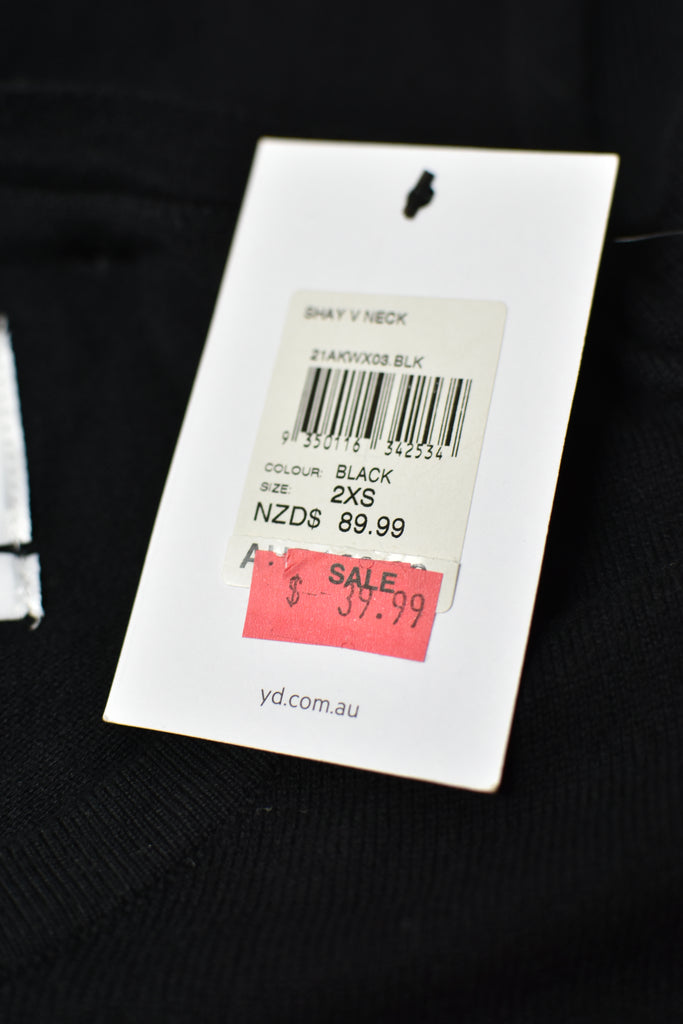 SHAY V NECK
21AKWX03.BLK
9 350116 342534
COLOUR: BLACK
SIZE: 2XS
NZD$ 89.99
SALE
$ 39.99
yd.com.au